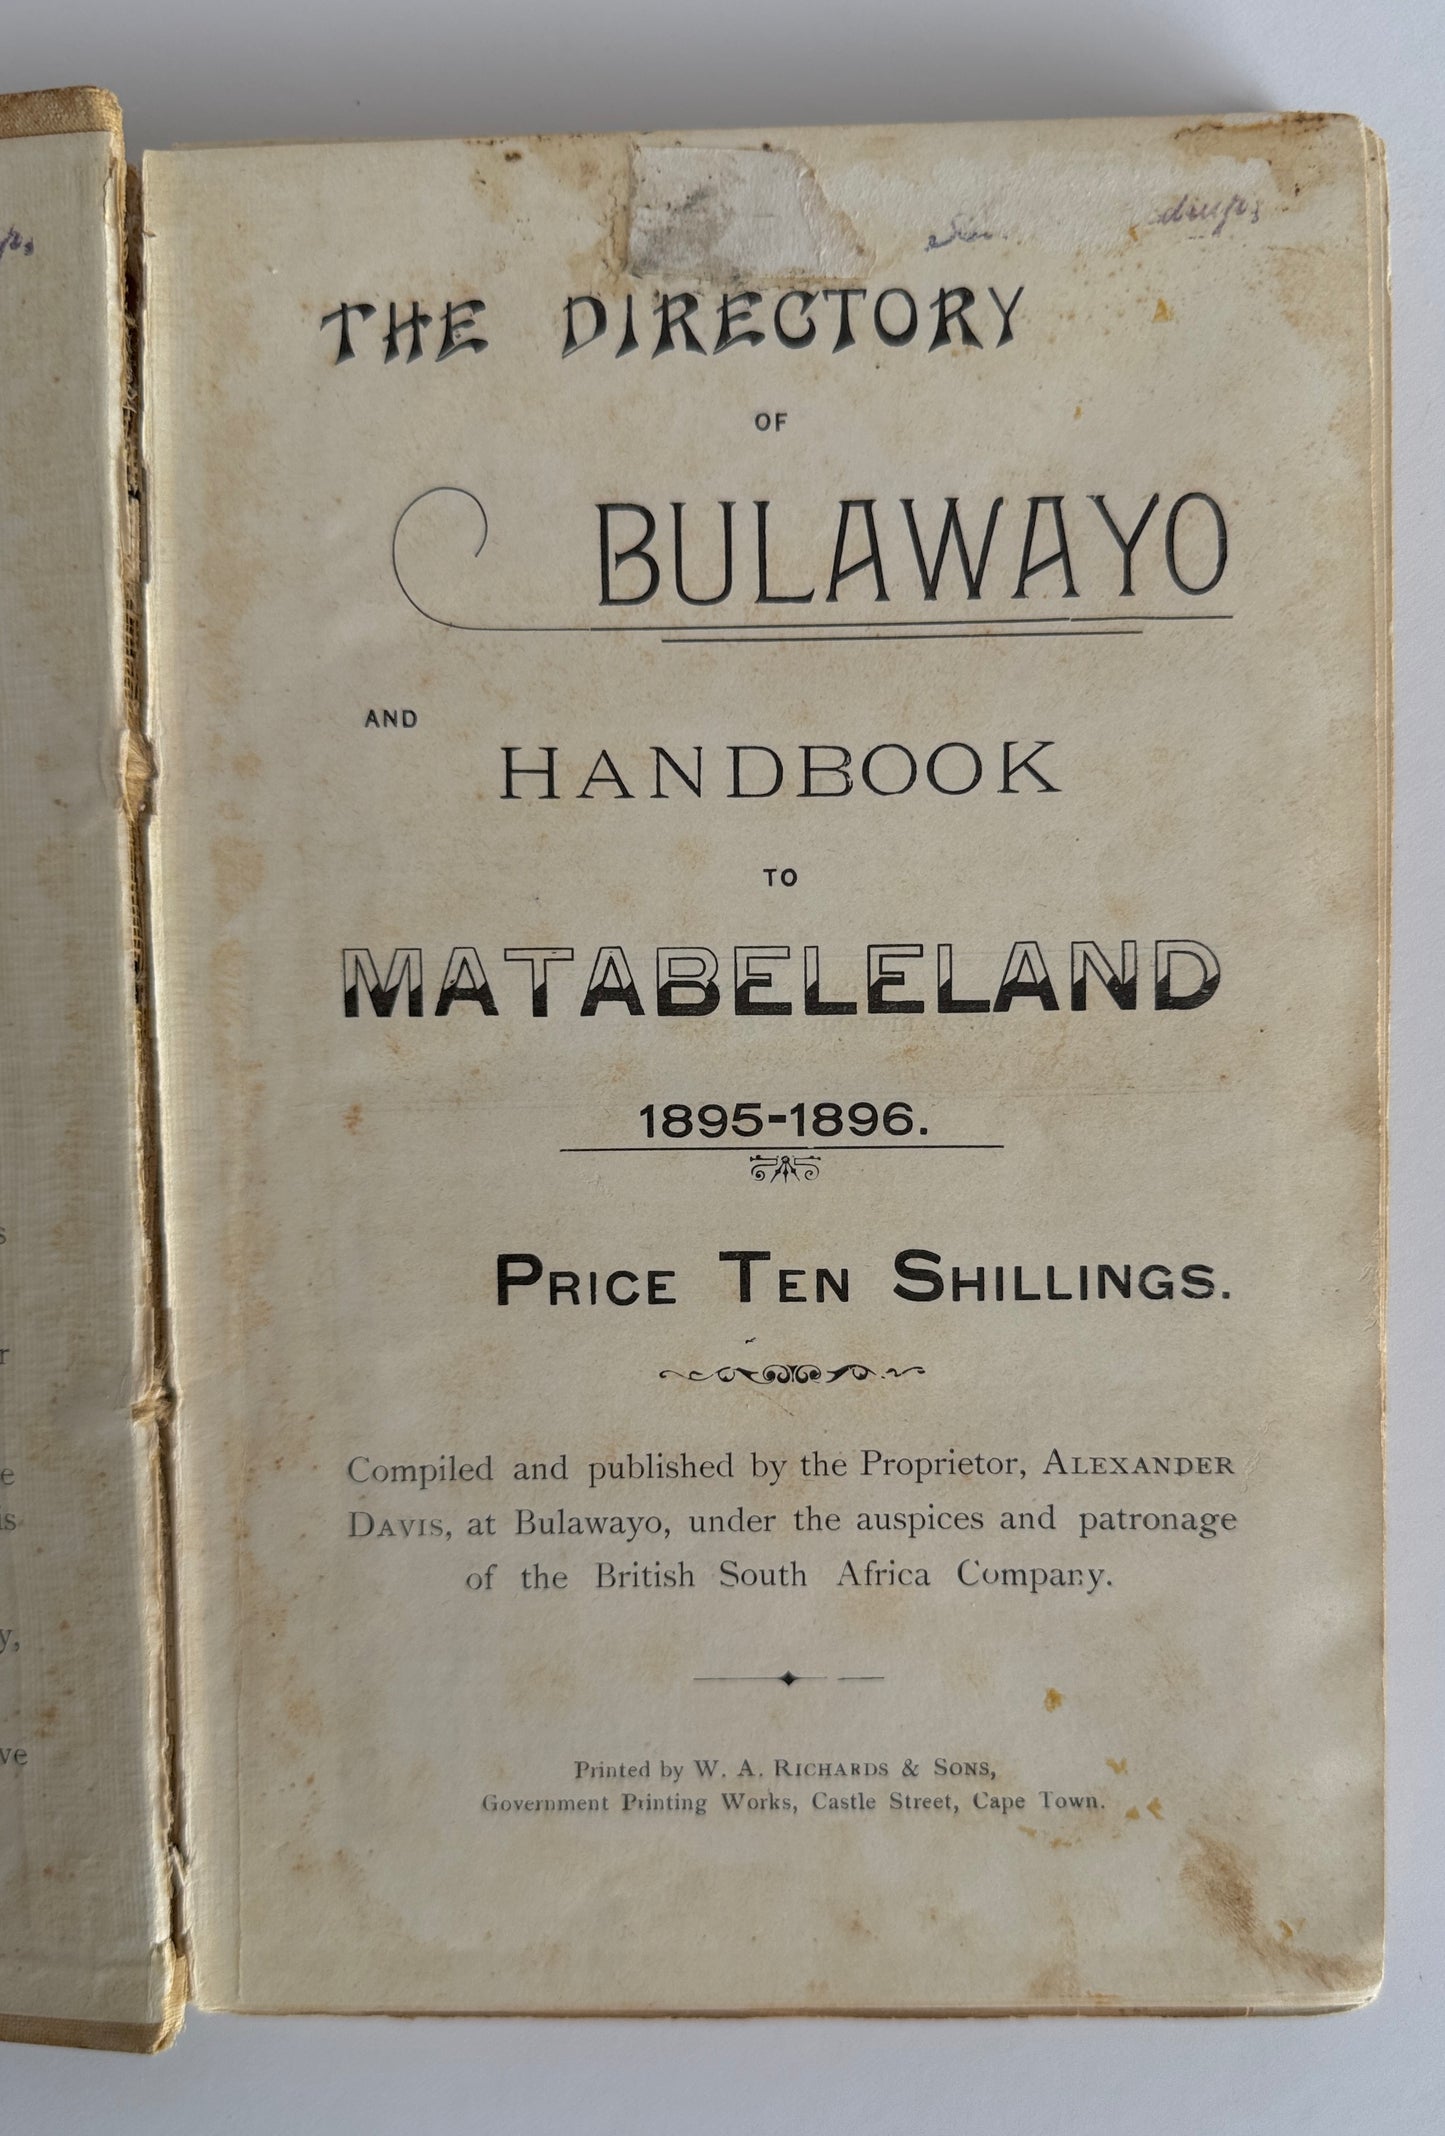 THE DIRECTORY
OF
BULAWAYO
AND
HANDBOOK
TO
MATABELELAND
1895-1896.
PRICE TEN SHILLINGS.
Compiled and published by the Proprietor, ALEXANDER
DAVIS, at Bulawayo, under the auspices and patronage
of the British South Africa Company.
Printed by W. A. RICHARDS & SONS,
Government Printing Works, Castle Street, Cape Town.